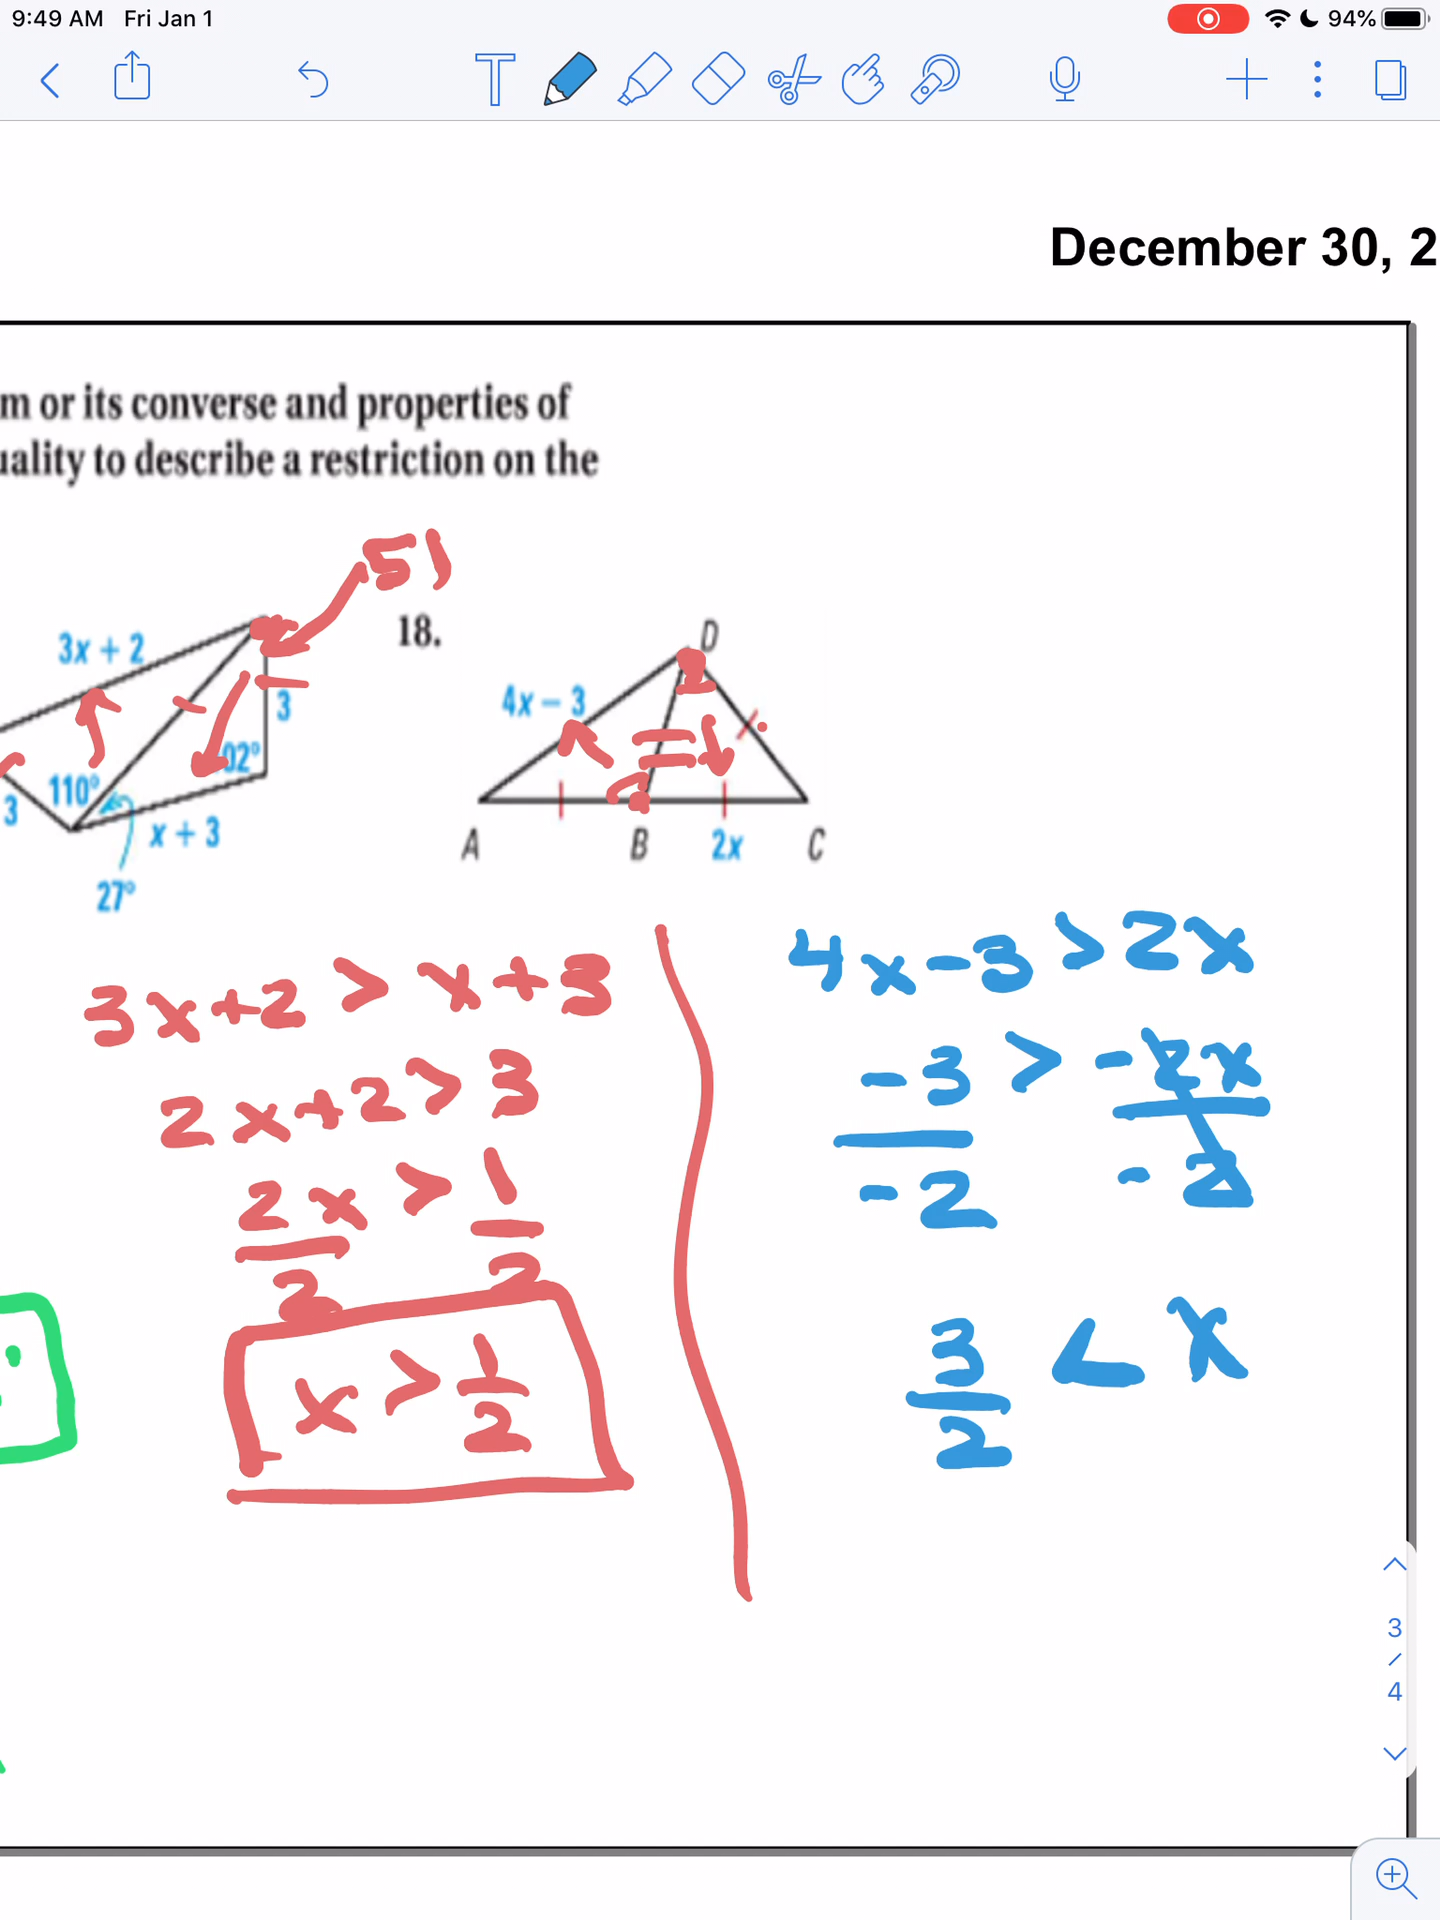 9:49 AM Fri Jan 1 94%
December 30, 2
m or its converse and properties of
uality to describe a restriction on the
51
18.
3x + 2
3
02°
110°
3
x + 3
27°
D
4x – 3
A B 2x C
3x+2 > x+3
2x+2 > 3
2x/2 > 1/2
x > 1/2
4x-3 > 2x
-3/-2 > -2x/-2
3/2 < x
3/4